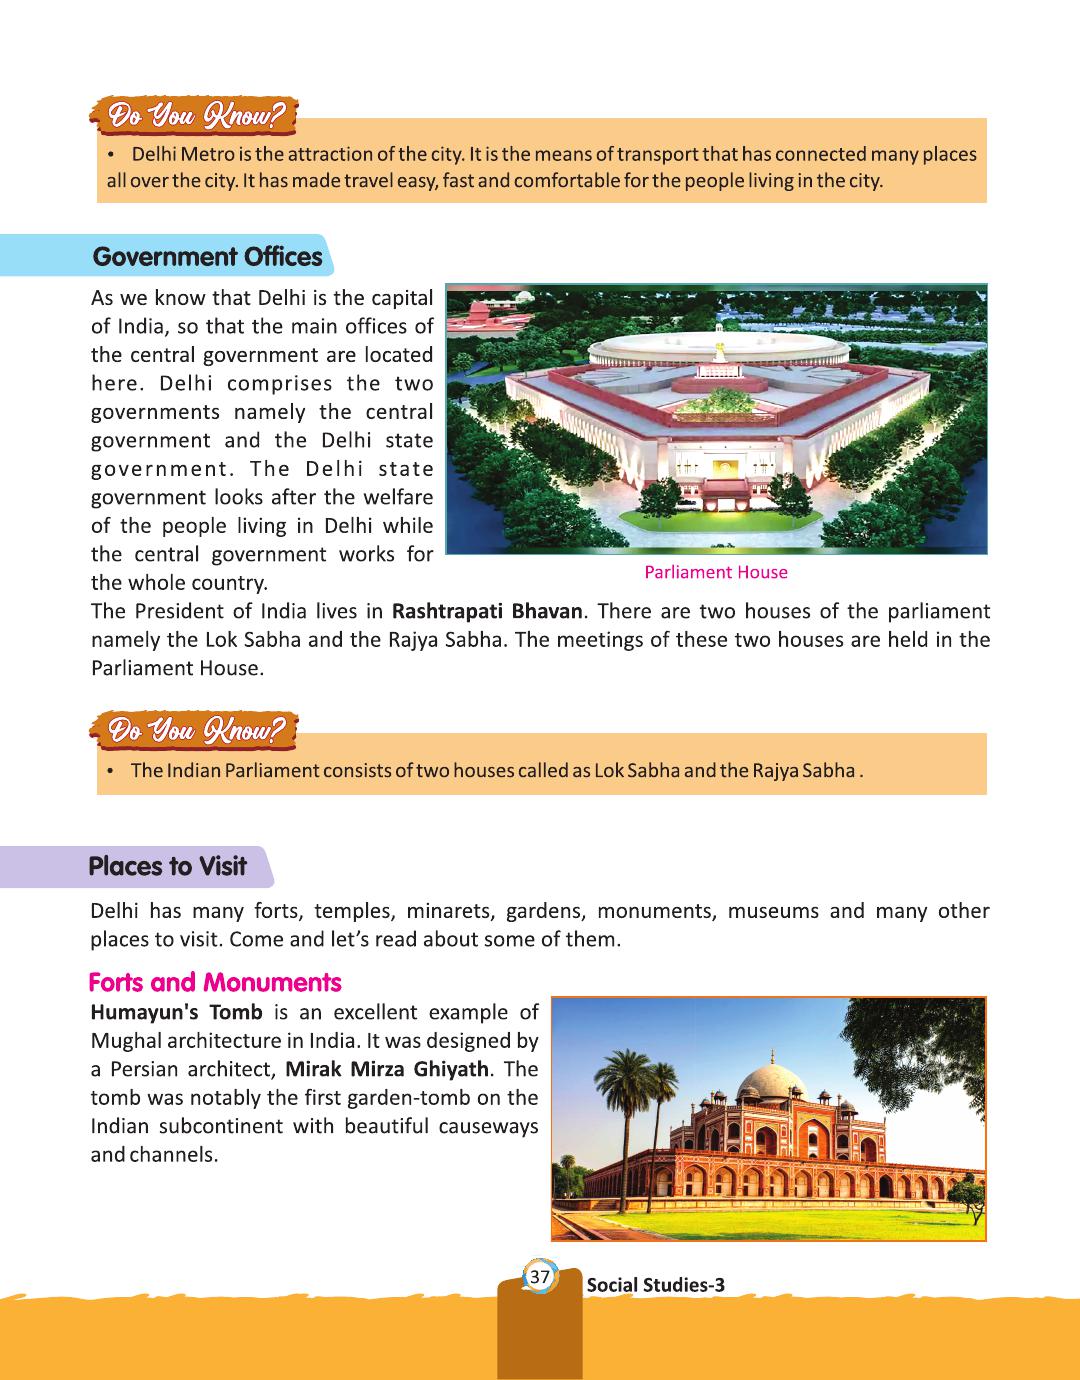 Do You Know?
• Delhi Metro is the attraction of the city. It is the means of transport that has connected many places
all over the city. It has made travel easy, fast and comfortable for the people living in the city.
Government Offices
As we know that Delhi is the capital
of India, so that the main offices of
the central government are located
here. Delhi comprises the two
governments namely the central
government and the Delhi state
government. The Delhi state
government looks after the welfare
of the people living in Delhi while
the central government works for
the whole country.
Parliament House
The President of India lives in Rashtrapati Bhavan. There are two houses of the parliament
namely the Lok Sabha and the Rajya Sabha. The meetings of these two houses are held in the
Parliament House.
Do You Know?
• The Indian Parliament consists of two houses called as Lok Sabha and the Rajya Sabha .
Places to Visit
Delhi has many forts, temples, minarets, gardens, monuments, museums and many other
places to visit. Come and let’s read about some of them.
Forts and Monuments
Humayun's Tomb is an excellent example of
Mughal architecture in India. It was designed by
a Persian architect, Mirak Mirza Ghiyath. The
tomb was notably the first garden-tomb on the
Indian subcontinent with beautiful causeways
and channels.
37
Social Studies-3